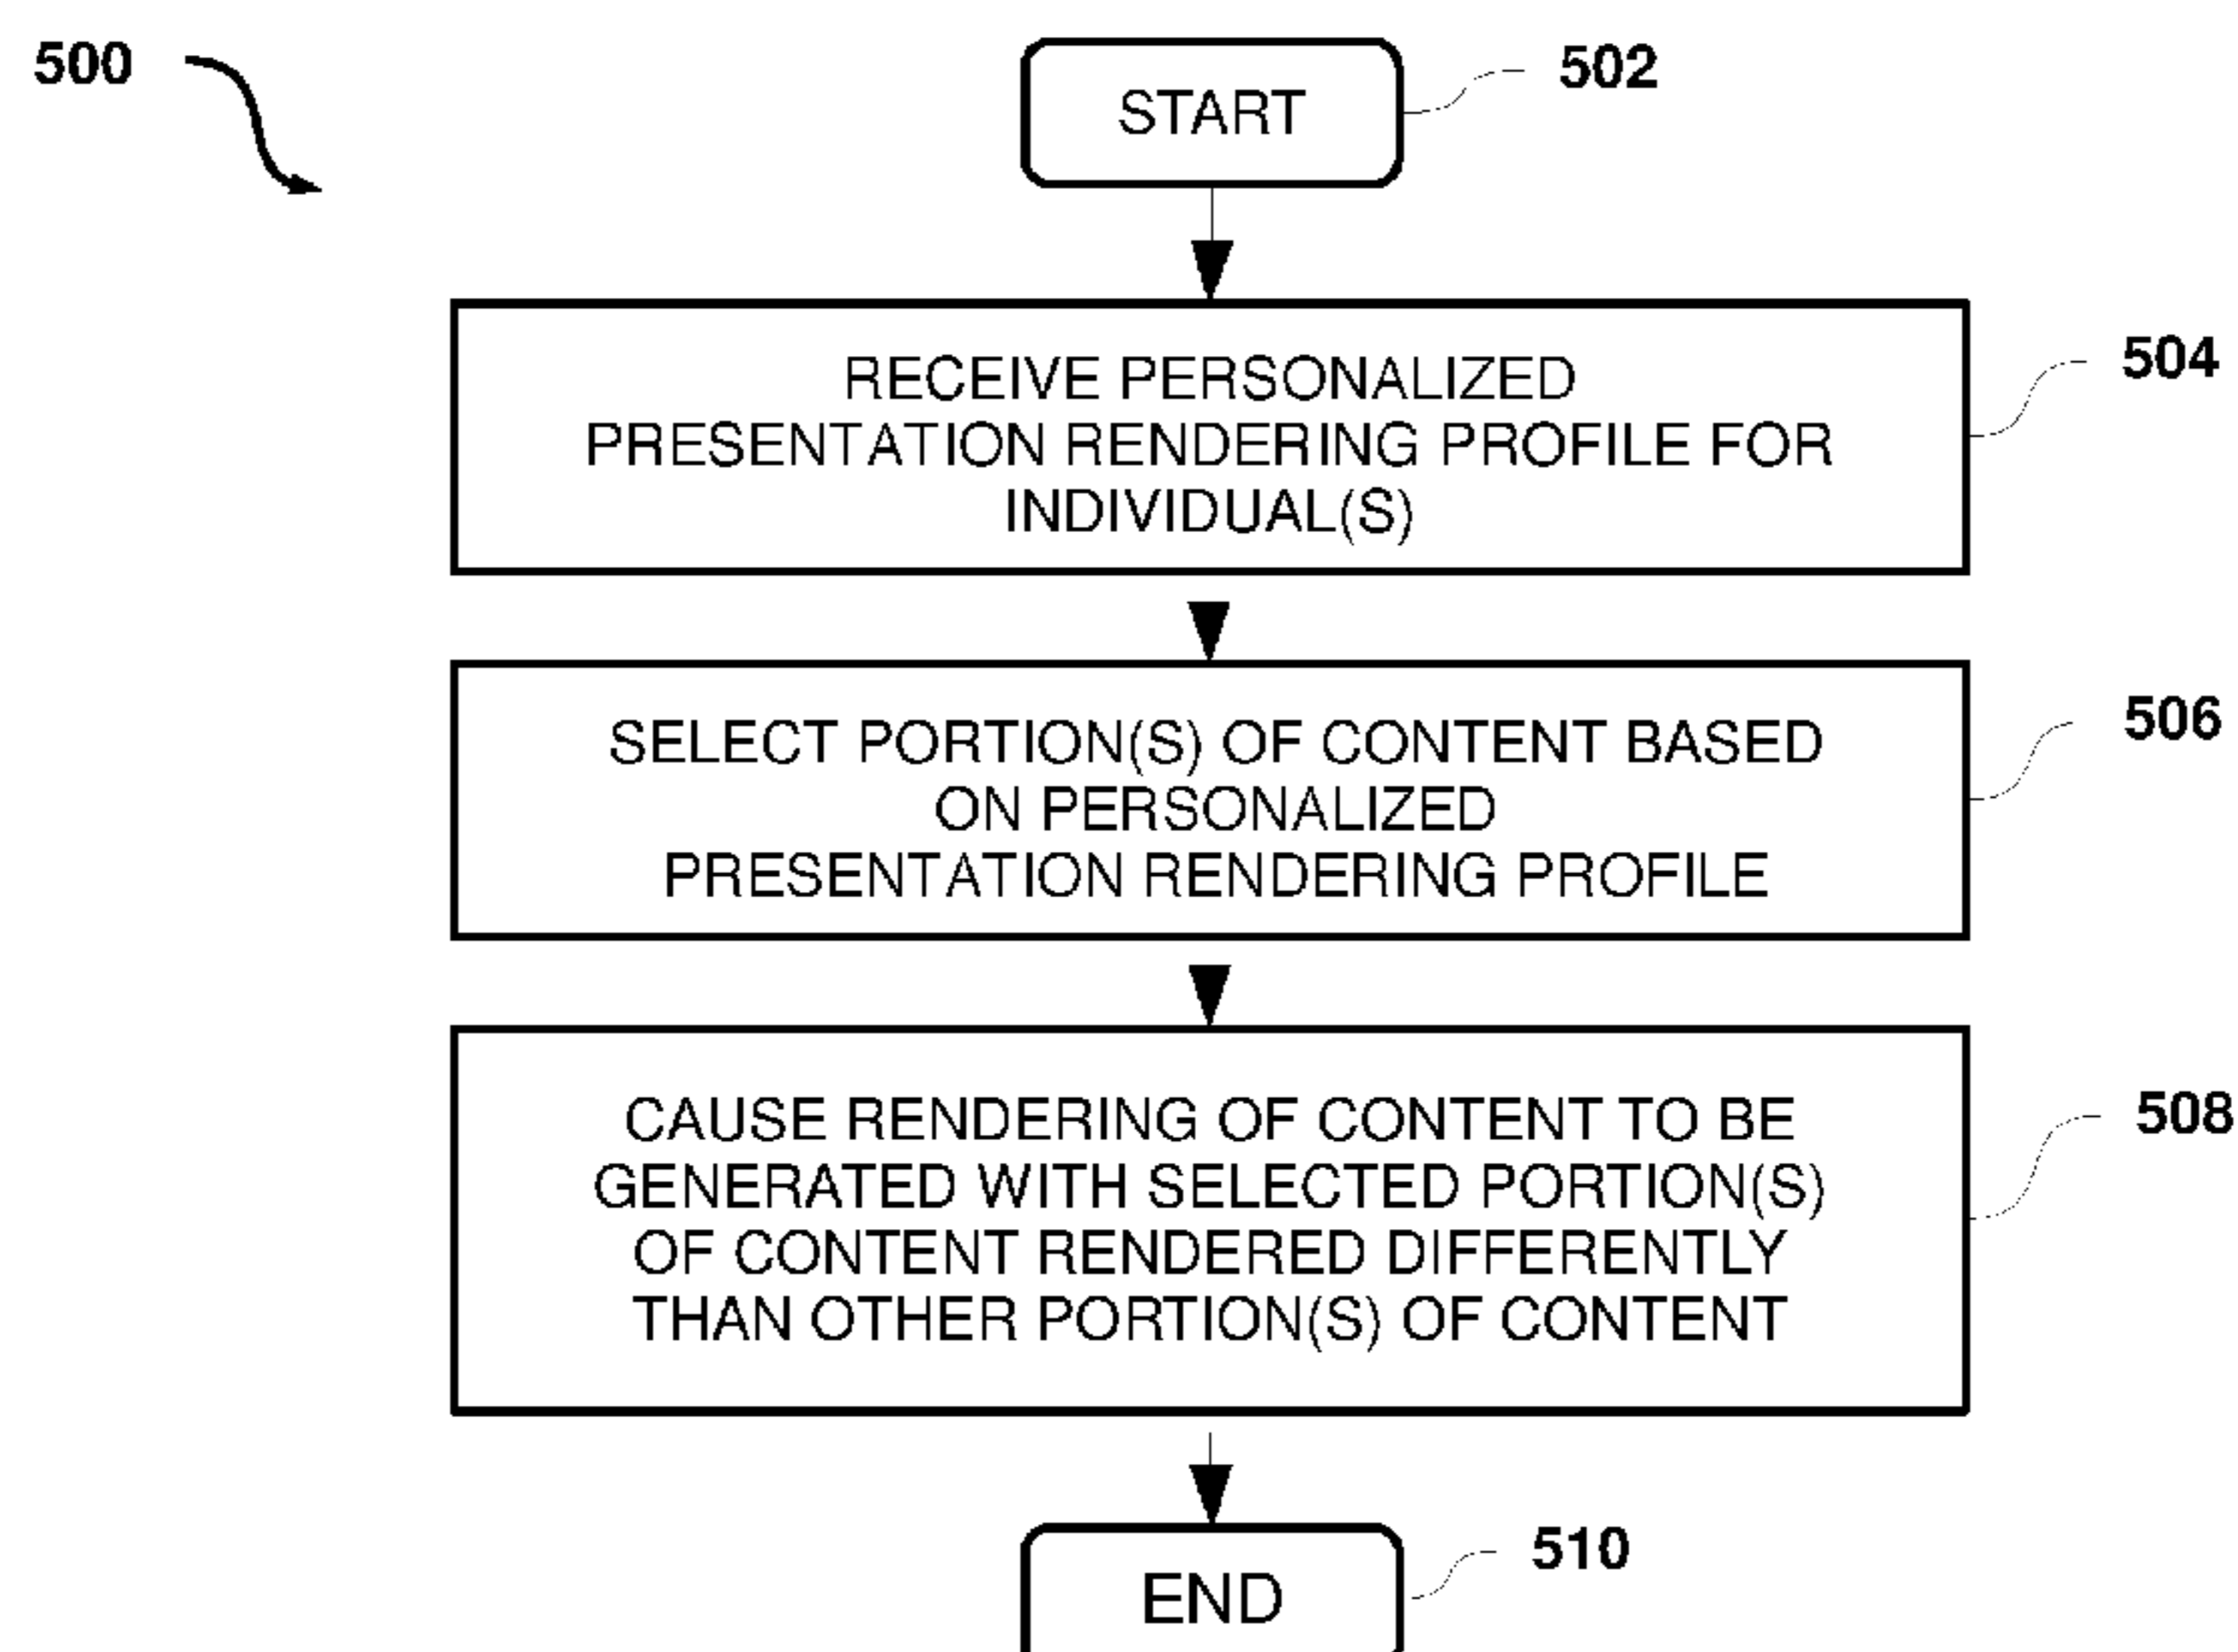 500
START
502
RECEIVE PERSONALIZED
PRESENTATION RENDERING PROFILE FOR
INDIVIDUAL(S)
504
SELECT PORTION(S) OF CONTENT BASED
ON PERSONALIZED
PRESENTATION RENDERING PROFILE
506
CAUSE RENDERING OF CONTENT TO BE
GENERATED WITH SELECTED PORTION(S)
OF CONTENT RENDERED DIFFERENTLY
THAN OTHER PORTION(S) OF CONTENT
508
END
510